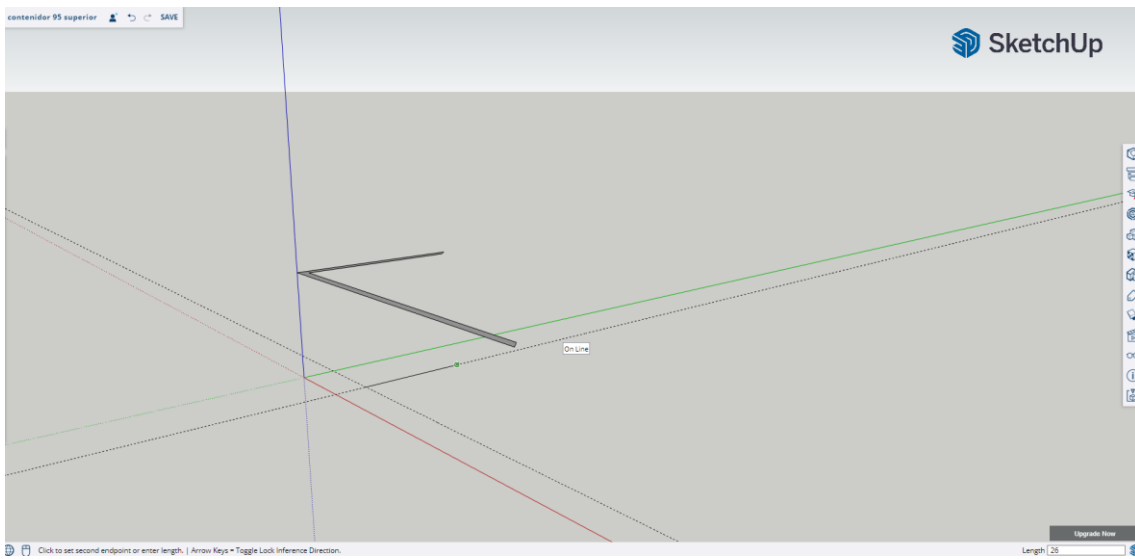 contenidor 95 superior SAVE
SketchUp
On Line
Upgrade Now
Click to set second endpoint or enter length. | Arrow Keys = Toggle Lock Inference Direction.
Length 26